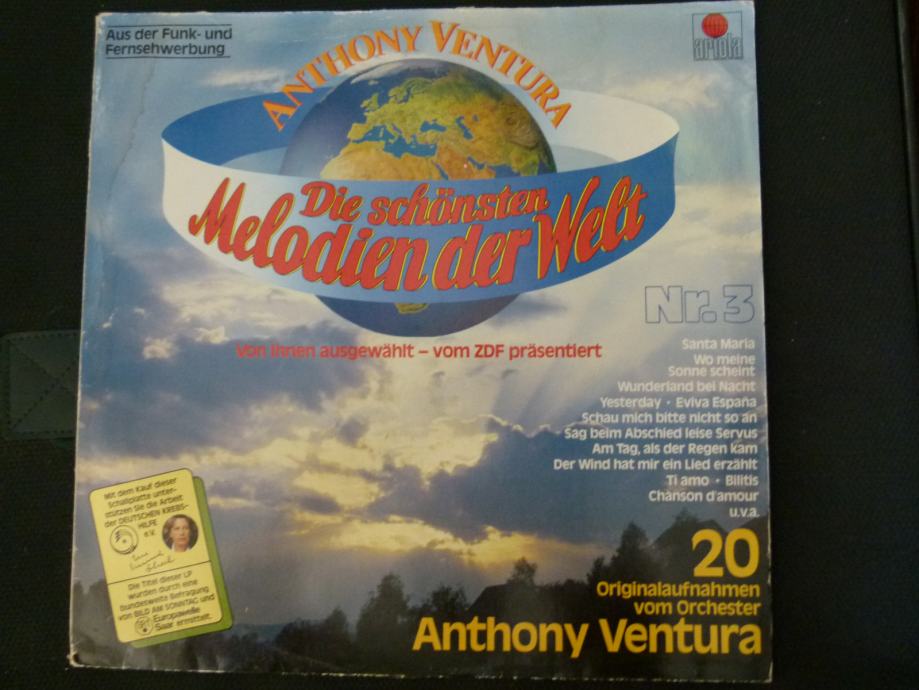 Aus der Funk- und
Fernsehwerbung
ariola
ANTHONY VENTURA
Die schönsten
Melodien der Welt
Nr. 3
Von Ihnen ausgewählt – vom ZDF präsentiert
Santa Maria
Wo meine
Sonne scheint
Wunderland bei Nacht
Yesterday · Eviva España
Schau mich bitte nicht so an
Sag beim Abschied leise Servus
Am Tag, als der Regen kam
Der Wind hat mir ein Lied erzählt
Ti amo · Bilitis
Chanson d'amour
u.v.a.
Mit dem Kauf dieser
Schallplatte unter-
stützen Sie die Arbeit
der DEUTSCHEN KREBS-
HILFE
e.V.
Die Titel dieser LP
wurden durch eine
bundesweite Befragung
von BILD AM SONNTAG und
Europawelle
Saar ermittelt.
20
Originalaufnahmen
vom Orchester
Anthony Ventura